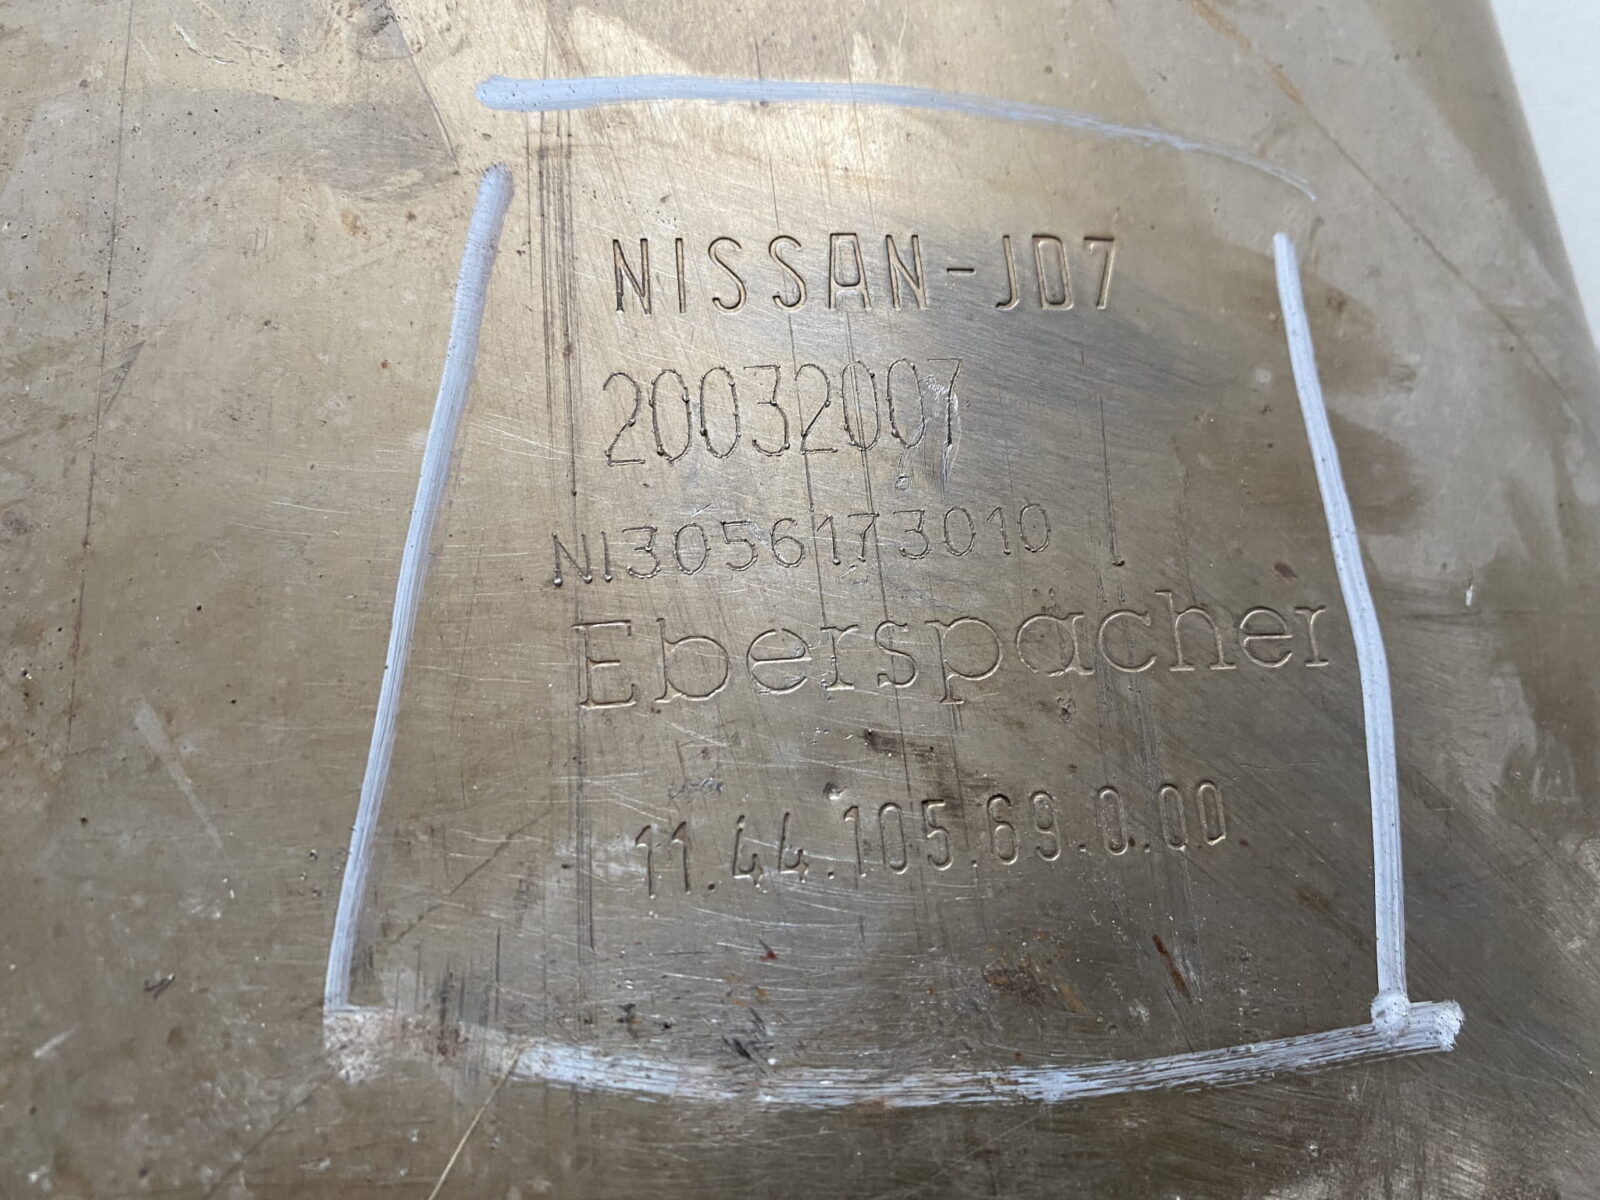 NISSAN-JD7
20032007
NI3056173010
Eberspächer
11.44.105.69.0.00